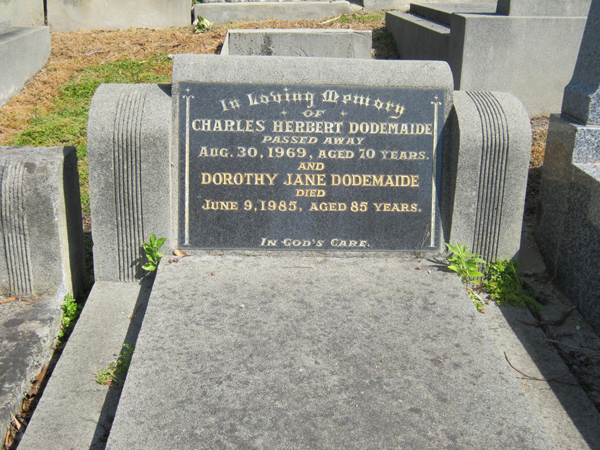 In Loving Memory
OF
CHARLES HERBERT DODEMAIDE
PASSED AWAY
AUG. 30, 1969, AGED 70 YEARS.
AND
DOROTHY JANE DODEMAIDE
DIED
JUNE 9, 1985, AGED 85 YEARS.
IN GOD'S CARE.